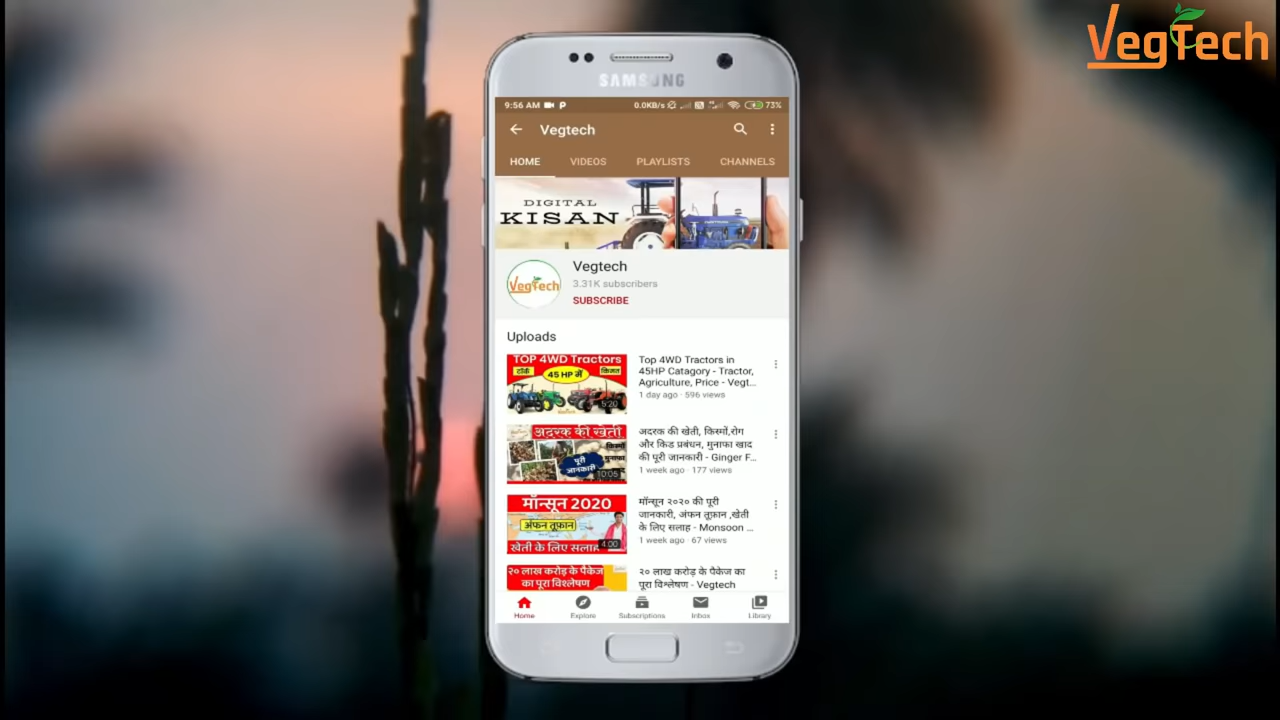 VegTech
SAMSUNG
9:56 AM P 0.0KB/s 73%
Vegtech
HOME VIDEOS PLAYLISTS CHANNELS
DIGITAL
KISAN
VegTech
Vegtech
3.31K subscribers
SUBSCRIBE
Uploads
TOP 4WD Tractors
टॉर्क 45 HP में किमत
5:20
Top 4WD Tractors in
45HP Catagory - Tractor,
Agriculture, Price - Vegt...
1 day ago · 596 views
अदरक की खेती
किस्में
मुनाफा
पूरी
जानकारी
10:05
अदरक की खेती, किस्मों,रोग
और किड प्रबंधन, मुनाफा खाद
की पूरी जानकारी - Ginger F...
1 week ago · 177 views
मॉन्सून 2020
अंफन तूफ़ान
खेती के लिए सलाह
4:00
मॉन्सून २०२० की पूरी
जानकारी, अंफन तूफ़ान ,खेती
के लिए सलाह - Monsoon ...
1 week ago · 67 views
२० लाख करोड़ के पैकेज
का पूरा विश्लेषण
२० लाख करोड़ के पैकेज का
पूरा विश्लेषण - Vegtech
Home Explore Subscriptions Inbox Library